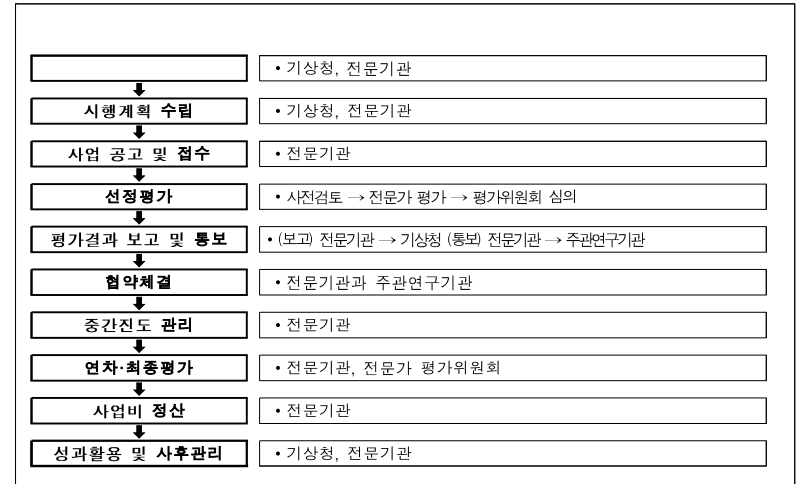 • 기상청, 전문기관
시행계획 수립 • 기상청, 전문기관
사업 공고 및 접수 • 전문기관
선정평가 • 사전검토 → 전문가 평가 → 평가위원회 심의
평가결과 보고 및 통보 • (보고) 전문기관 → 기상청 (통보) 전문기관 → 주관연구기관
협약체결 • 전문기관과 주관연구기관
중간진도 관리 • 전문기관
연차·최종평가 • 전문기관, 전문가 평가위원회
사업비 정산 • 전문기관
성과활용 및 사후관리 • 기상청, 전문기관